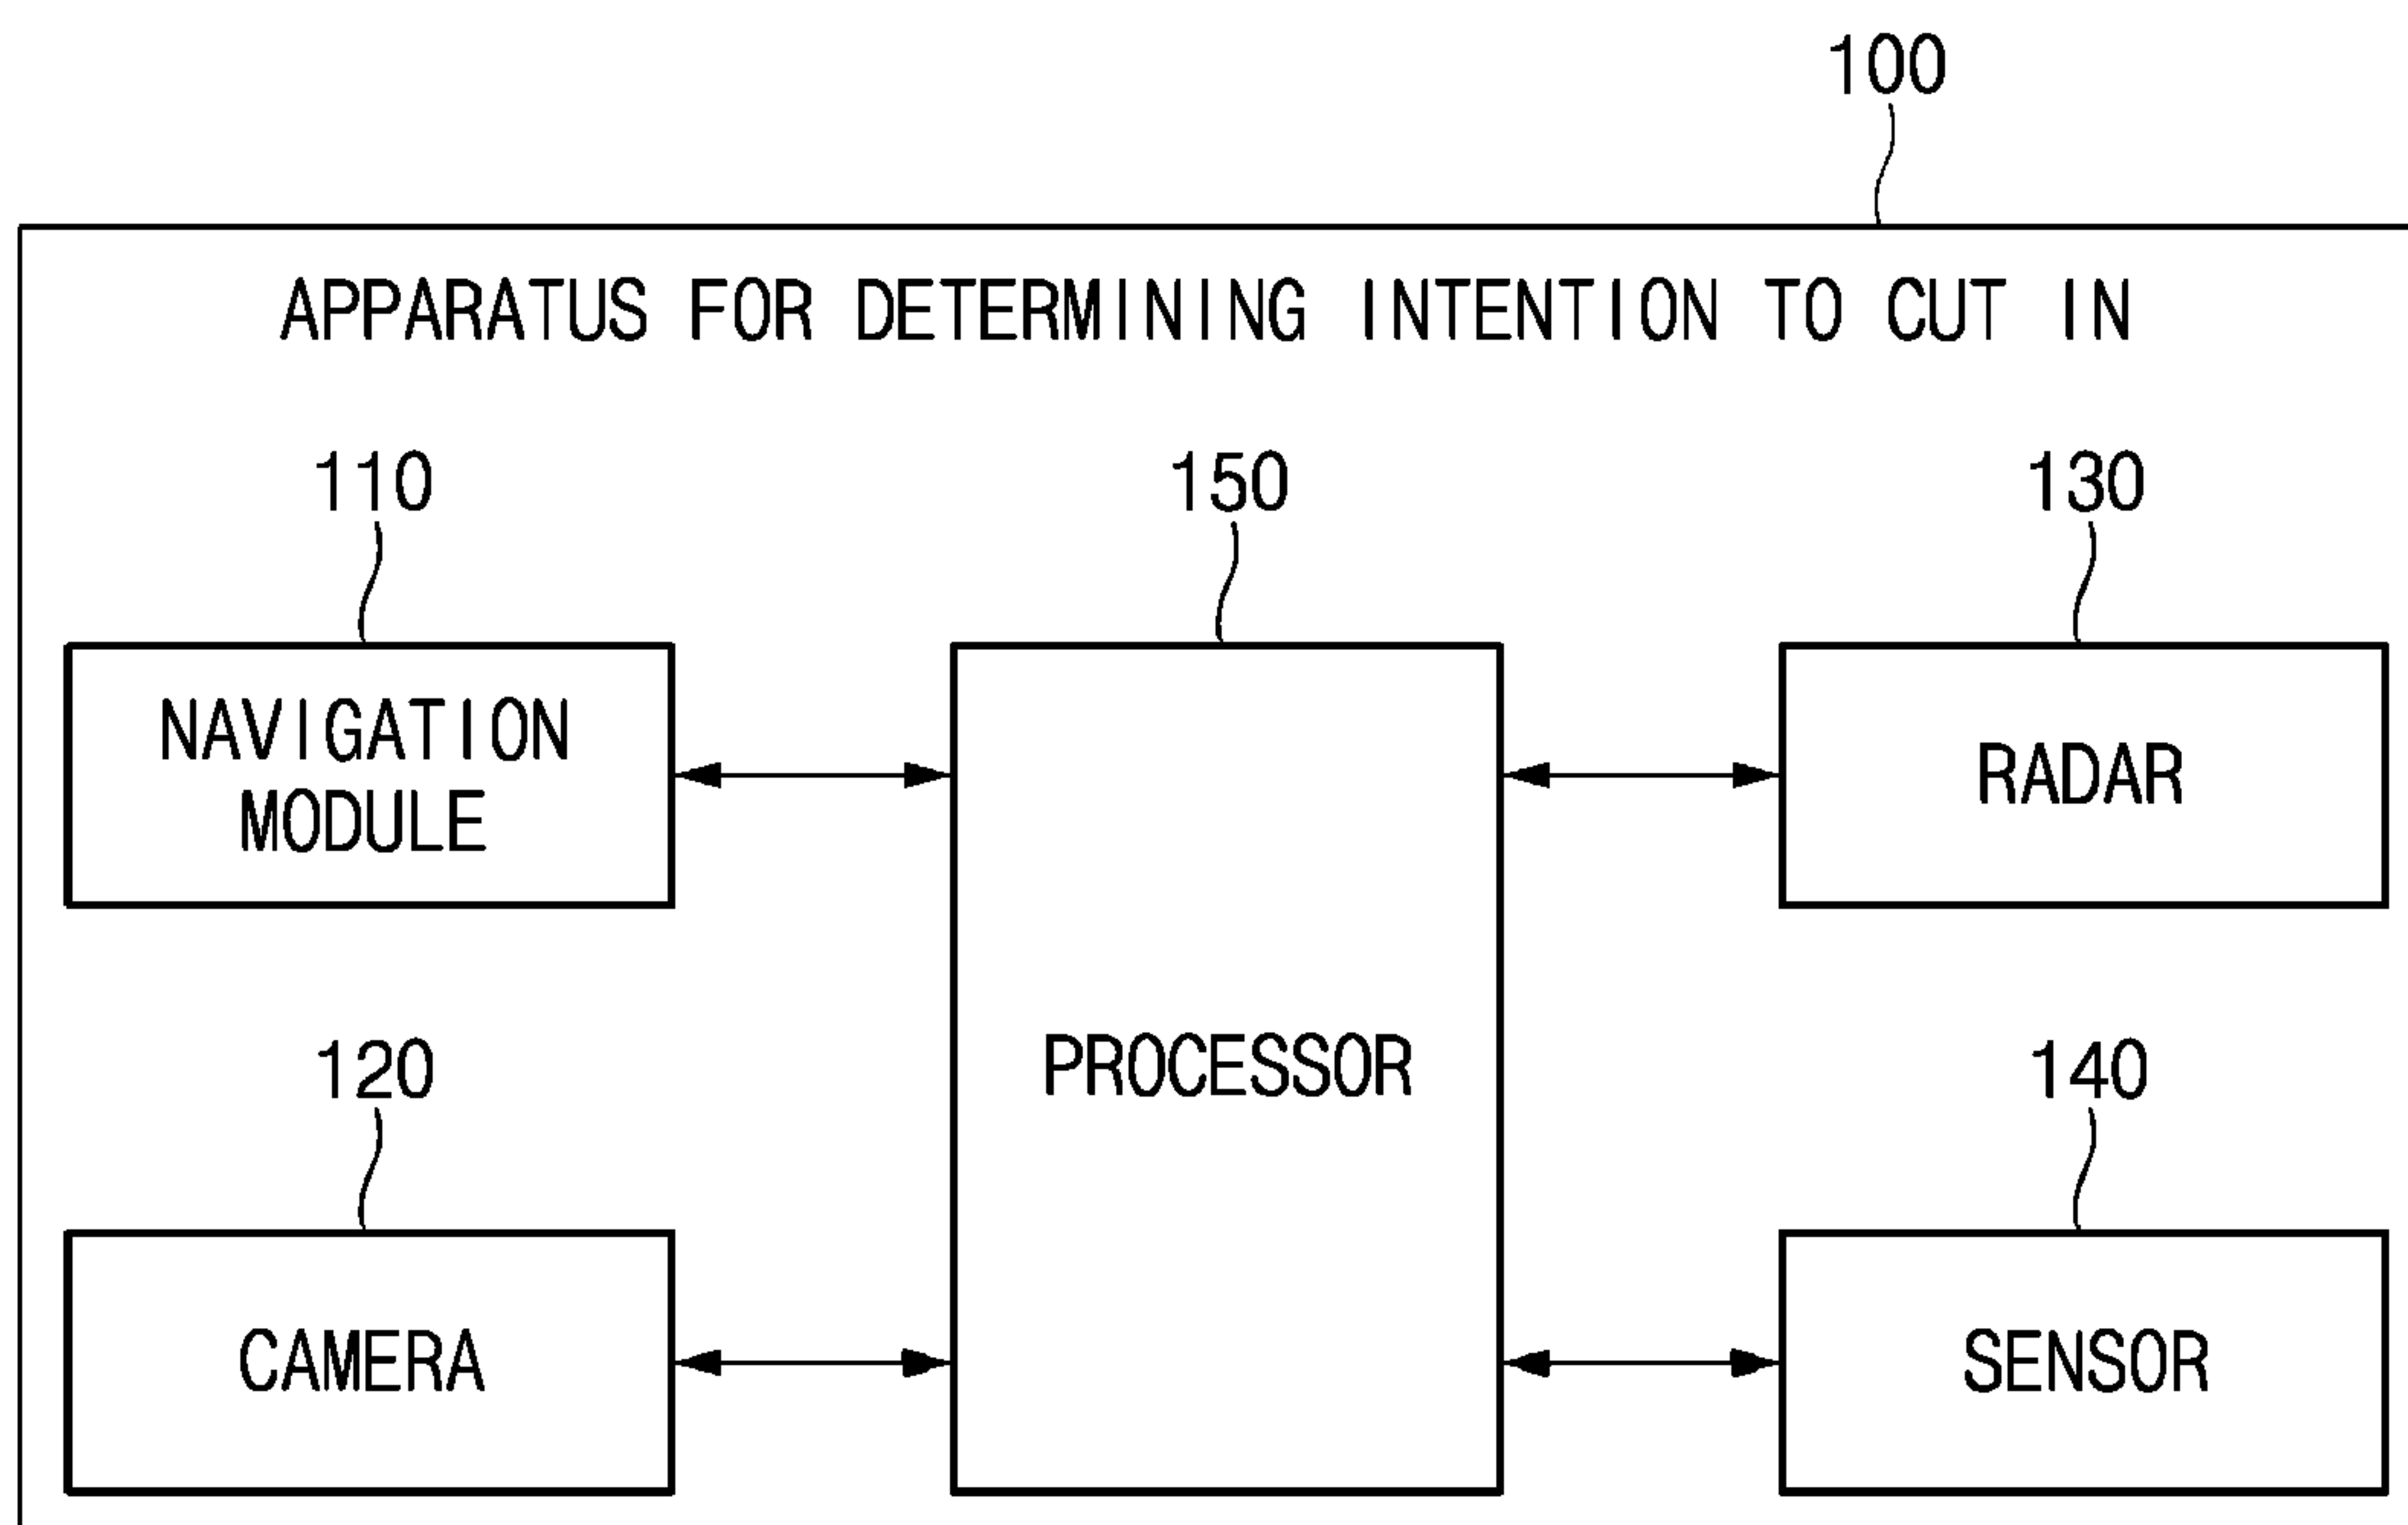 100
APPARATUS FOR DETERMINING INTENTION TO CUT IN
110
150
130
NAVIGATION
MODULE
RADAR
PROCESSOR
120
140
CAMERA
SENSOR